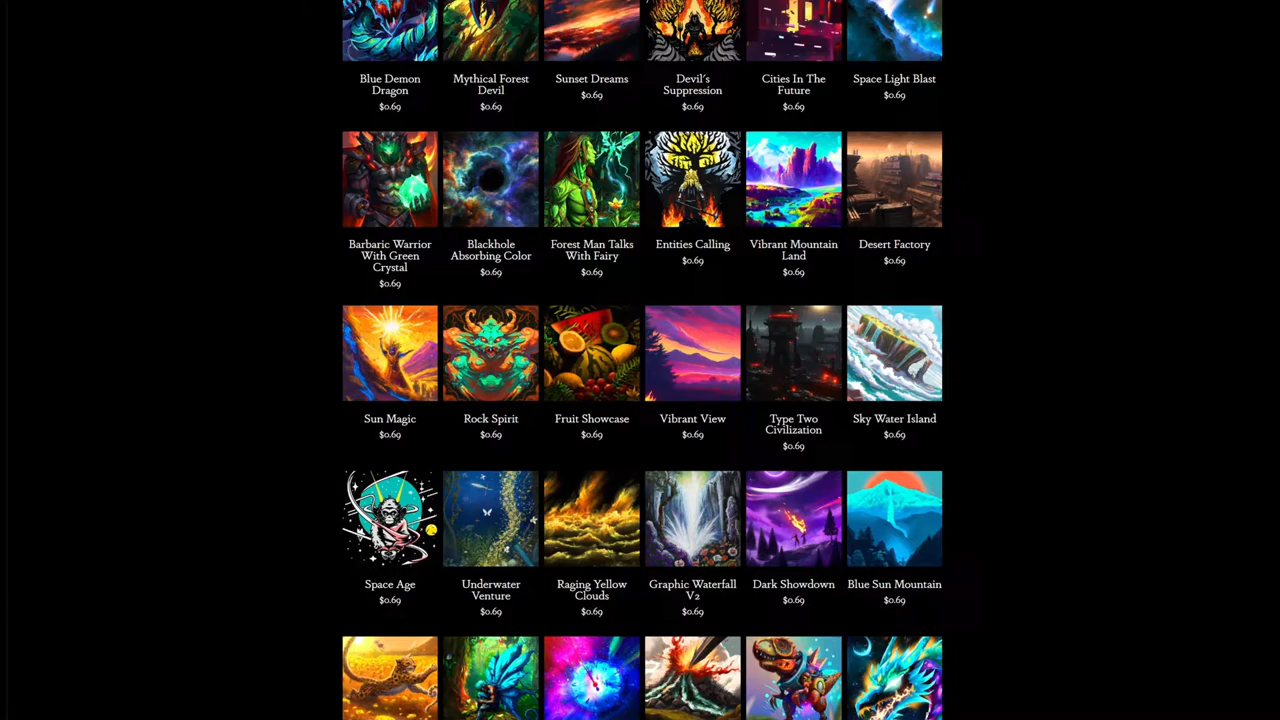 Blue Demon
Dragon
$0.69
Mythical Forest
Devil
$0.69
Sunset Dreams
$0.69
Devil's
Suppression
$0.69
Cities In The
Future
$0.69
Space Light Blast
$0.69
Barbaric Warrior
With Green
Crystal
$0.69
Blackhole
Absorbing Color
$0.69
Forest Man Talks
With Fairy
$0.69
Entities Calling
$0.69
Vibrant Mountain
Land
$0.69
Desert Factory
$0.69
Sun Magic
$0.69
Rock Spirit
$0.69
Fruit Showcase
$0.69
Vibrant View
$0.69
Type Two
Civilization
$0.69
Sky Water Island
$0.69
Space Age
$0.69
Underwater
Venture
$0.69
Raging Yellow
Clouds
$0.69
Graphic Waterfall
V2
$0.69
Dark Showdown
$0.69
Blue Sun Mountain
$0.69